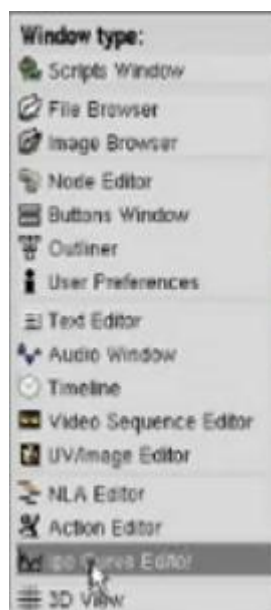 Window type:
Scripts Window
File Browser
Image Browser
Node Editor
Buttons Window
Outliner
User Preferences
Text Editor
Audio Window
Timeline
Video Sequence Editor
UV/Image Editor
NLA Editor
Action Editor
Ipo Curve Editor
3D View